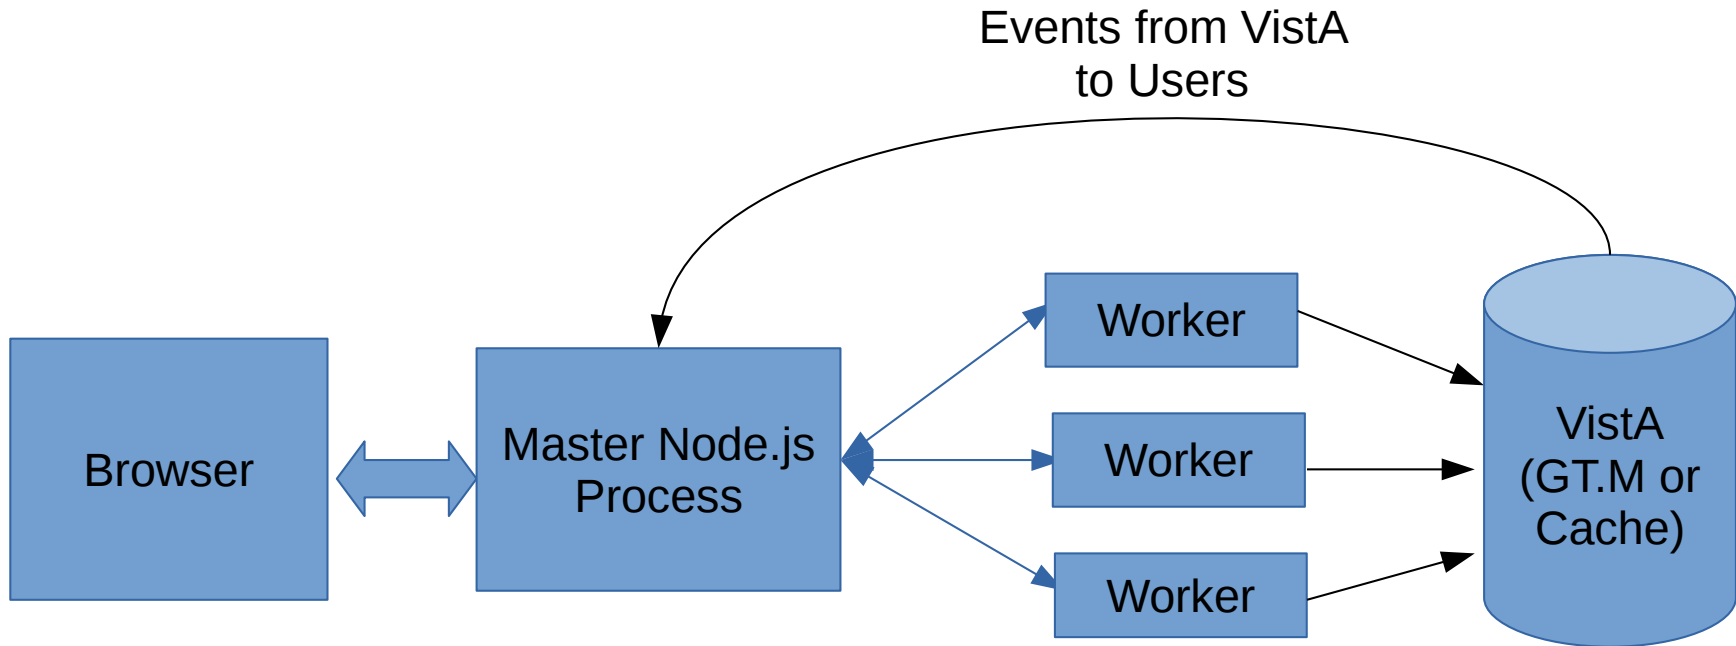 Events from VistA
to Users
Browser
Master Node.js
Process
Worker
Worker
Worker
VistA
(GT.M or
Cache)